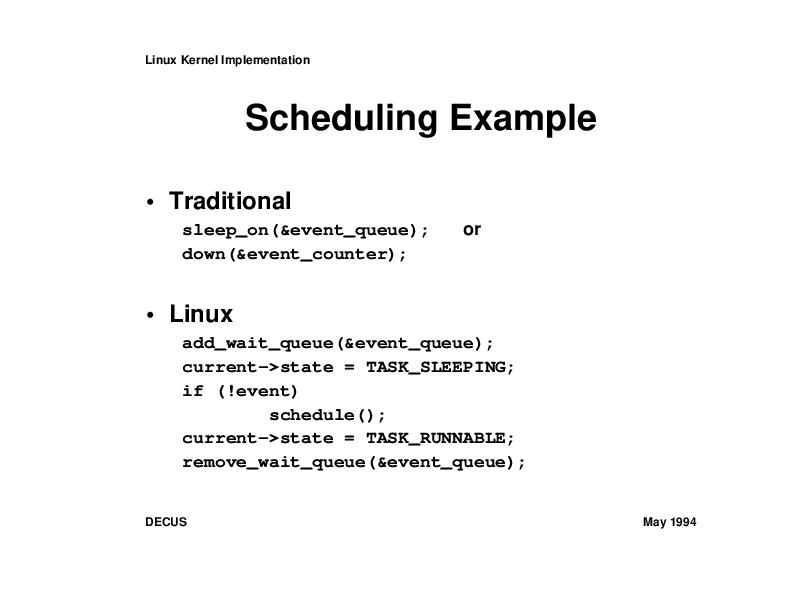 Linux Kernel Implementation
Scheduling Example
• Traditional
sleep_on(&event_queue); or
down(&event_counter);
• Linux
add_wait_queue(&event_queue);
current->state = TASK_SLEEPING;
if (!event)
schedule();
current->state = TASK_RUNNABLE;
remove_wait_queue(&event_queue);
DECUS May 1994